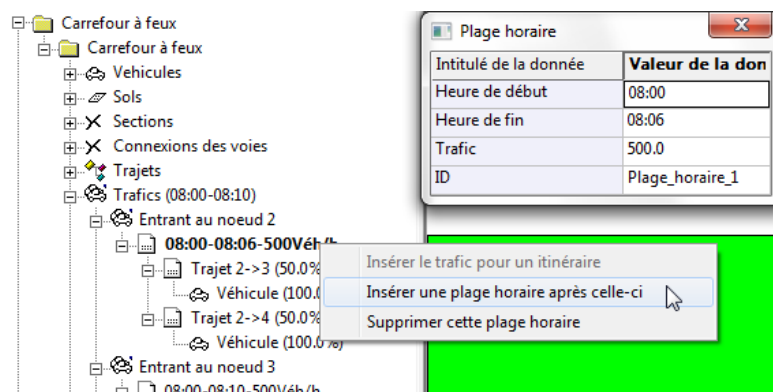 Carrefour à feux
Carrefour à feux
Vehicules
Sols
Sections
Connexions des voies
Trajets
Trafics (08:00-08:10)
Entrant au noeud 2
08:00-08:06-500Véh/h
Trajet 2->3 (50.0%
Véhicule (100.0
Trajet 2->4 (50.0%
Véhicule (100.0%)
Entrant au noeud 3
08:00-08:10-500Véh/h
Plage horaire
Intitulé de la donnée Valeur de la don
Heure de début 08:00
Heure de fin 08:06
Trafic 500.0
ID Plage_horaire_1
Insérer le trafic pour un itinéraire
Insérer une plage horaire après celle-ci
Supprimer cette plage horaire